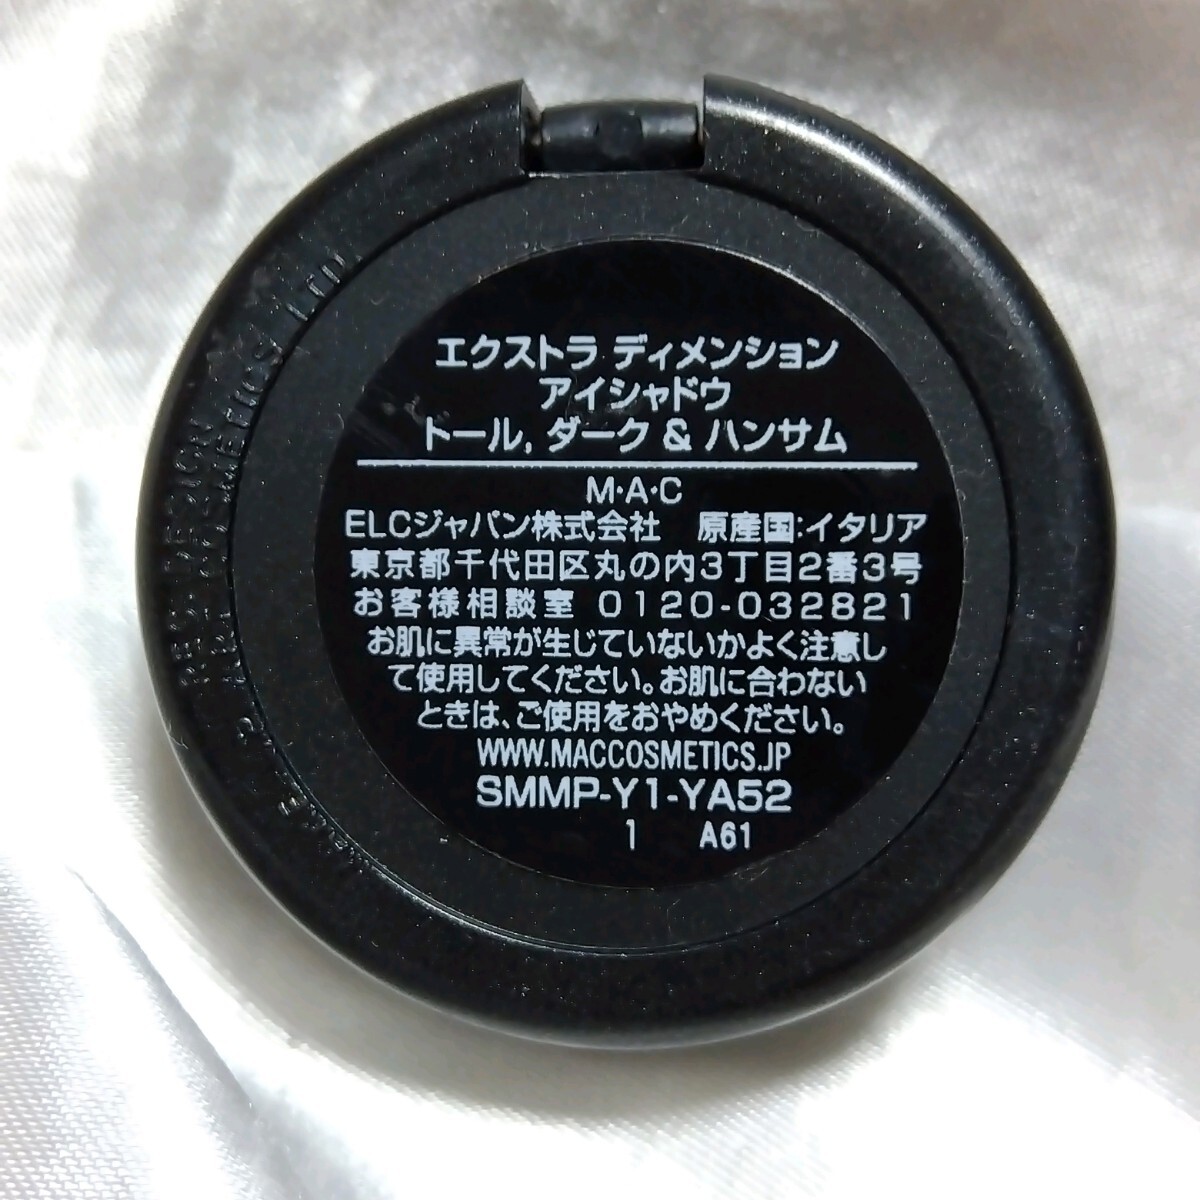 エクストラ ディメンション
アイシャドウ
トール, ダーク & ハンサム
M·A·C
ELCジャパン株式会社 原産国:イタリア
東京都千代田区丸の内3丁目2番3号
お客様相談室 0120-032821
お肌に異常が生じていないかよく注意し
て使用してください。お肌に合わない
ときは、ご使用をおやめください。
WWW.MACCOSMETICS.JP
SMMP-Y1-YA52
1 A61